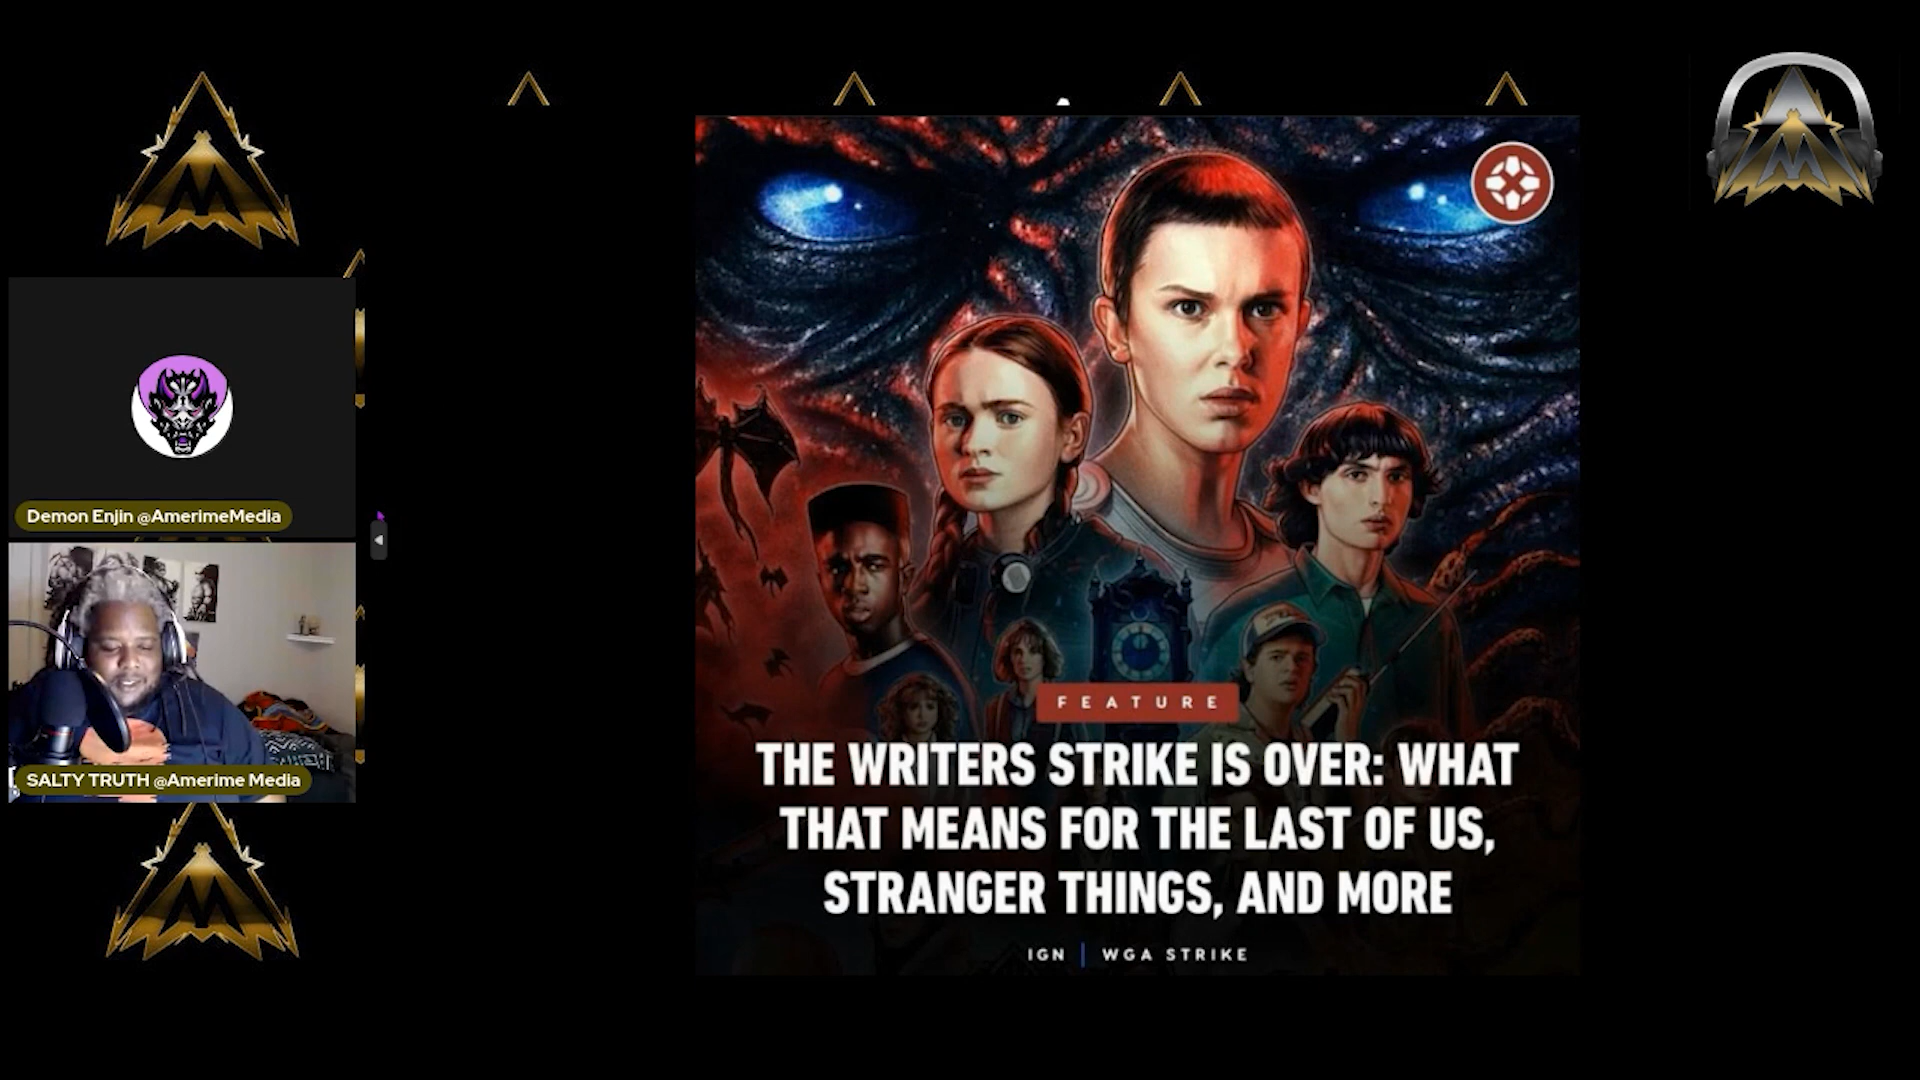 Demon Enjin @AmerimeMedia
SALTY TRUTH @Amerime Media
FEATURE
THE WRITERS STRIKE IS OVER: WHAT
THAT MEANS FOR THE LAST OF US,
STRANGER THINGS, AND MORE
IGN | WGA STRIKE